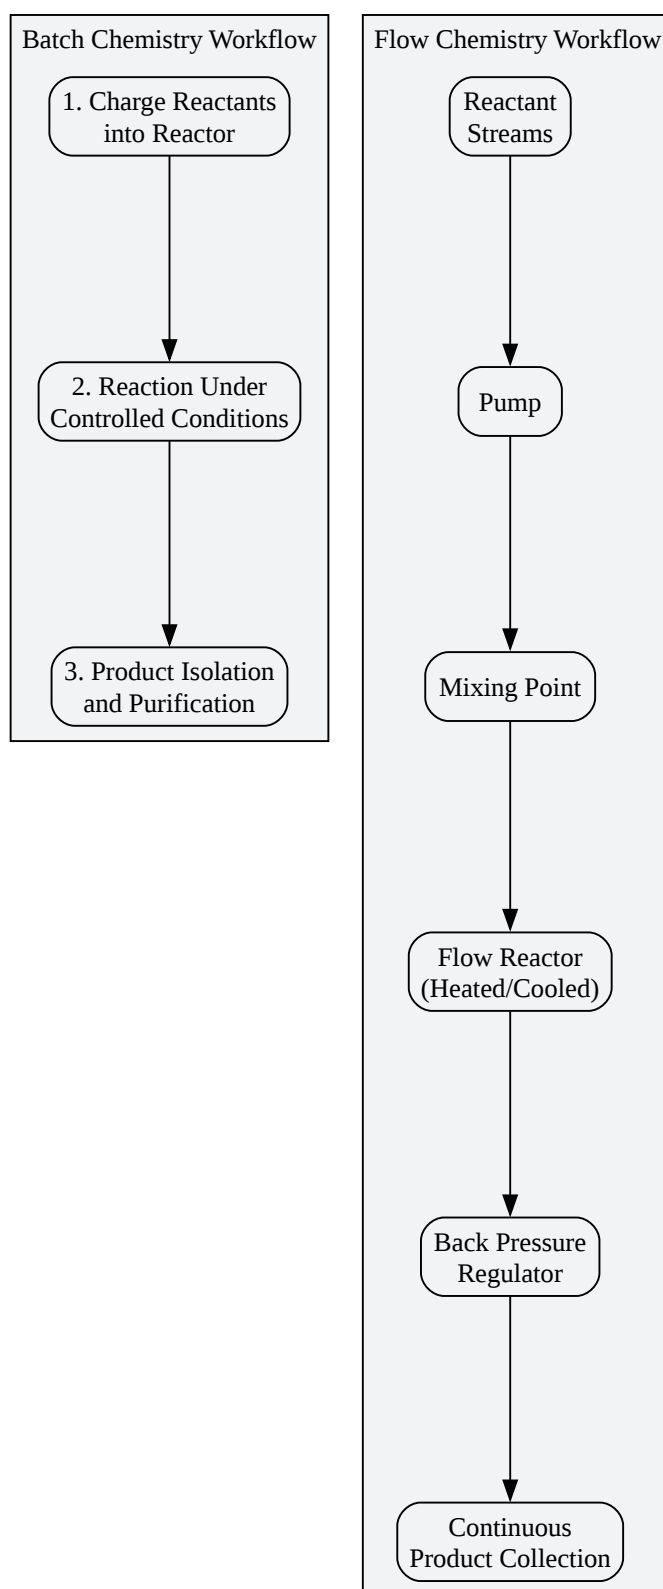 Batch Chemistry Workflow
1. Charge Reactants
into Reactor
2. Reaction Under
Controlled Conditions
3. Product Isolation
and Purification
Flow Chemistry Workflow
Reactant
Streams
Pump
Mixing Point
Flow Reactor
(Heated/Cooled)
Back Pressure
Regulator
Continuous
Product Collection